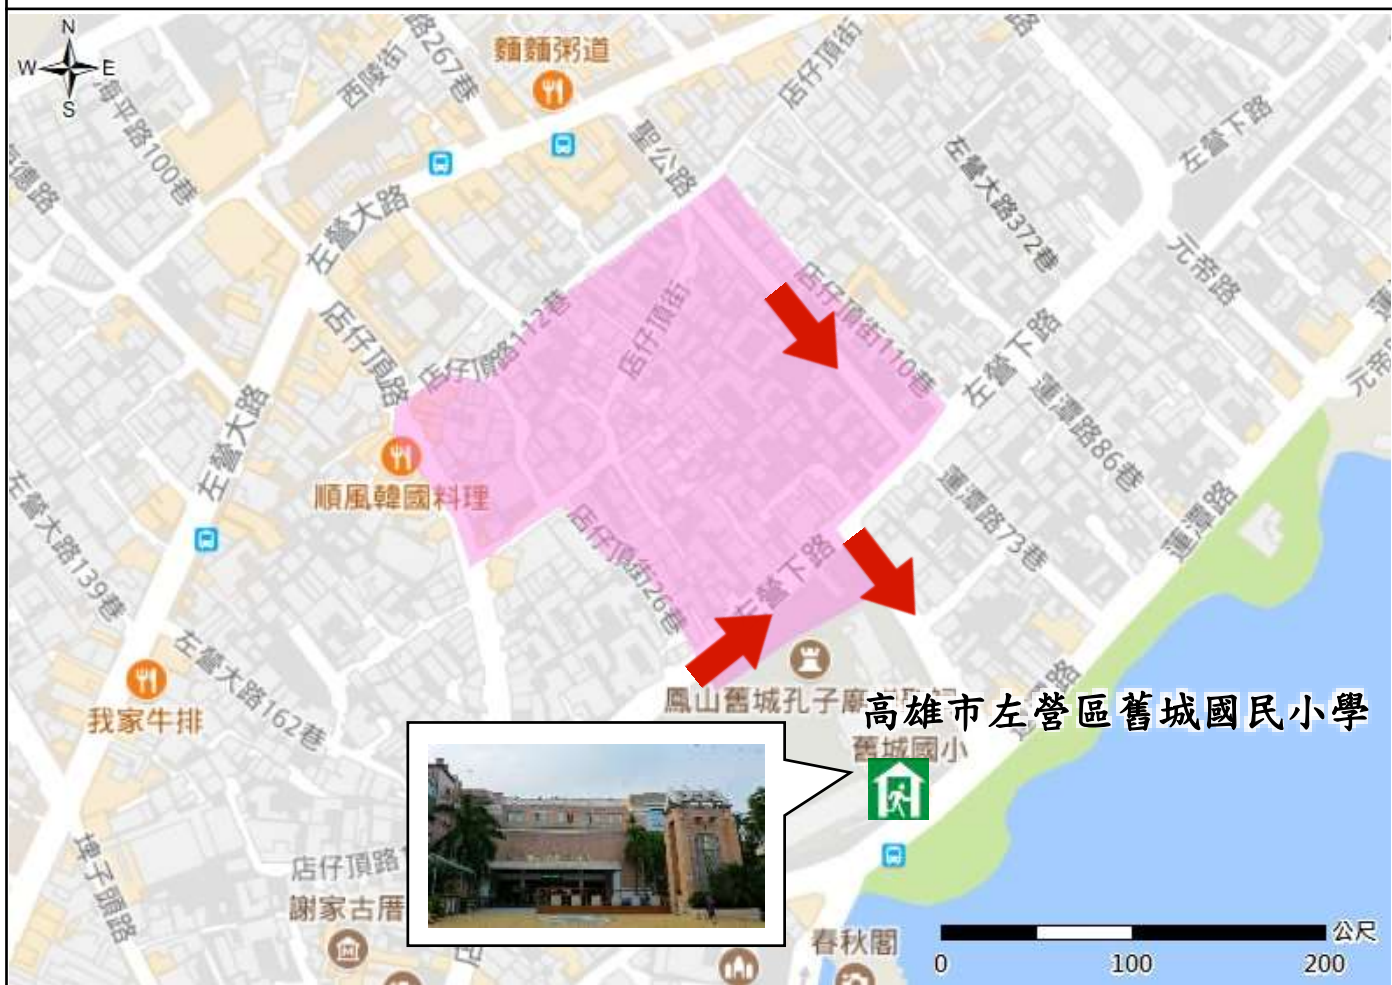 N
W E
S
海平路100巷
西陵街
路267巷
麵麵粥道
店仔頂街
聖公路
左營大路372巷
左營下路
左營大路
元帝路
店仔頂路
店仔頂路112巷
店仔頂街
店仔頂街110巷
左營下路
蓮潭路86巷
左營大路
順風韓國料理
蓮潭路73巷
蓮潭路
左營大路139巷
店仔頂街26巷
左營下路
左營大路162巷
我家牛排
鳳山舊城孔子廟
高雄市左營區舊城國民小學
舊城國小
埤子頭路
店仔頂路
謝家古厝
春秋閣
公尺
0 100 200